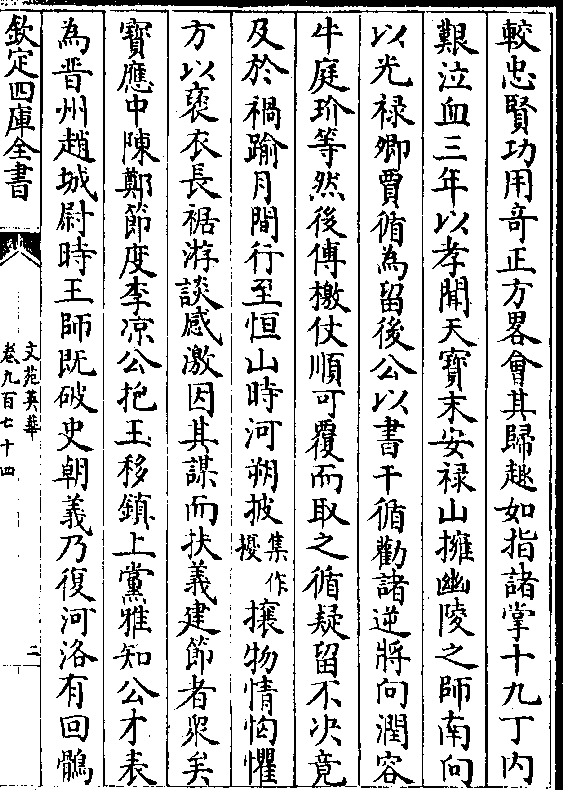 較忠賢功用竒正方畧會其歸趣如指諸掌十九丁内
艱泣血三年以孝聞天寶末安禄山擁幽陵之師南向
以光禄卿賈循為留後公以書干循勸諸逆將向潤容
牛庭玠等然後傳檄仗順可覆而取之循疑留不决竟
及於禍踰月間行至恒山時河朔披集作擾攘物情恟懼
方以裒衣長裾游談感激因其謀而扶義建節者衆矣
寶應中陳鄭節度李凉公抱玉移鎮上黨雅知公才表
為晋州趙城尉時王師既破史朝義乃復河洛有回鶻
欽定四庫全書
文苑英華
卷九百七十四
二